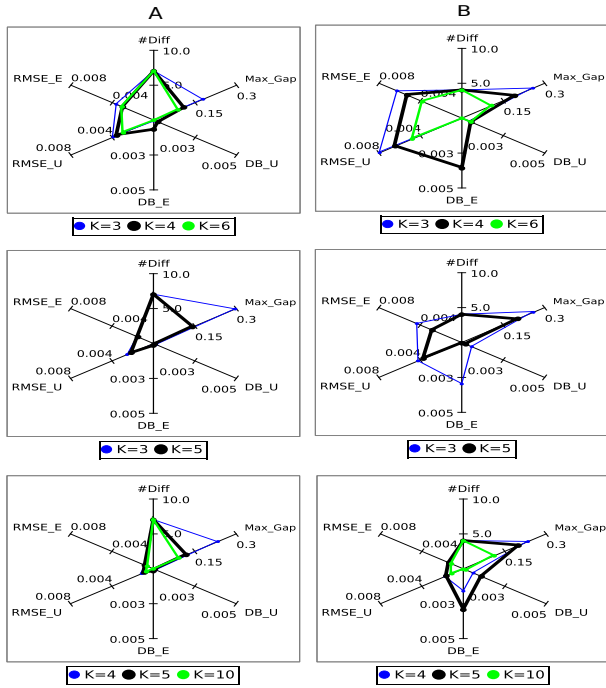 A
B
#Diff
10.0
5.0
Max_Gap
0.3
0.15
DB_U
0.005
0.003
DB_E
0.005
0.003
RMSE_U
0.008
0.004
RMSE_E
0.008
0.004
K=3 K=4 K=6
#Diff
10.0
5.0
Max_Gap
0.3
0.15
DB_U
0.005
0.003
DB_E
0.005
0.003
RMSE_U
0.008
0.004
RMSE_E
0.008
0.004
K=3 K=4 K=6
#Diff
10.0
5.0
Max_Gap
0.3
0.15
DB_U
0.005
0.003
DB_E
0.005
0.003
RMSE_U
0.008
0.004
RMSE_E
0.008
0.004
K=3 K=5
#Diff
10.0
5.0
Max_Gap
0.3
0.15
DB_U
0.005
0.003
DB_E
0.005
0.003
RMSE_U
0.008
0.004
RMSE_E
0.008
0.004
K=3 K=5
#Diff
10.0
5.0
Max_Gap
0.3
0.15
DB_U
0.005
0.003
DB_E
0.005
0.003
RMSE_U
0.008
0.004
RMSE_E
0.008
0.004
K=4 K=5 K=10
#Diff
10.0
5.0
Max_Gap
0.3
0.15
DB_U
0.005
0.003
DB_E
0.005
0.003
RMSE_U
0.008
0.004
RMSE_E
0.008
0.004
K=4 K=5 K=10